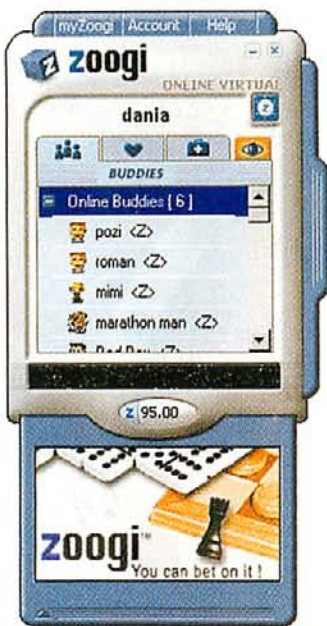 myZoogi Account Help
zoogi
ONLINE VIRTUAL
dania
BUDDIES
Online Buddies [ 6 ]
pozi <Z>
roman <Z>
mimi <Z>
marathon man <Z>
z 95.00
zoogi™
You can bet on it !